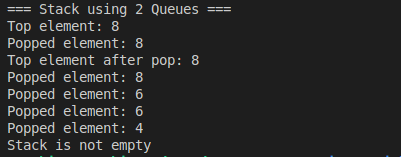 === Stack using 2 Queues ===
Top element: 8
Popped element: 8
Top element after pop: 8
Popped element: 8
Popped element: 6
Popped element: 6
Popped element: 4
Stack is not empty